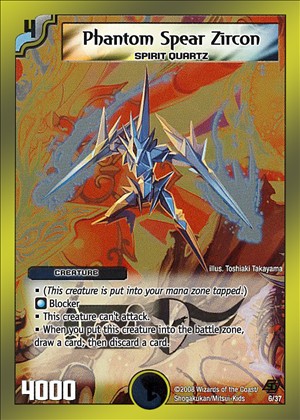 4
Phantom Spear Zircon
SPIRIT QUARTZ
illus. Toshiaki Takayama
CREATURE
▪ (This creature is put into your mana zone tapped.)
Blocker
▪ This creature can't attack.
▪ When you put this creature into the battle zone,
draw a card, then discard a card.
4000
©2008 Wizards of the Coast/
Shogakukan/Mitsui-Kids
6/37